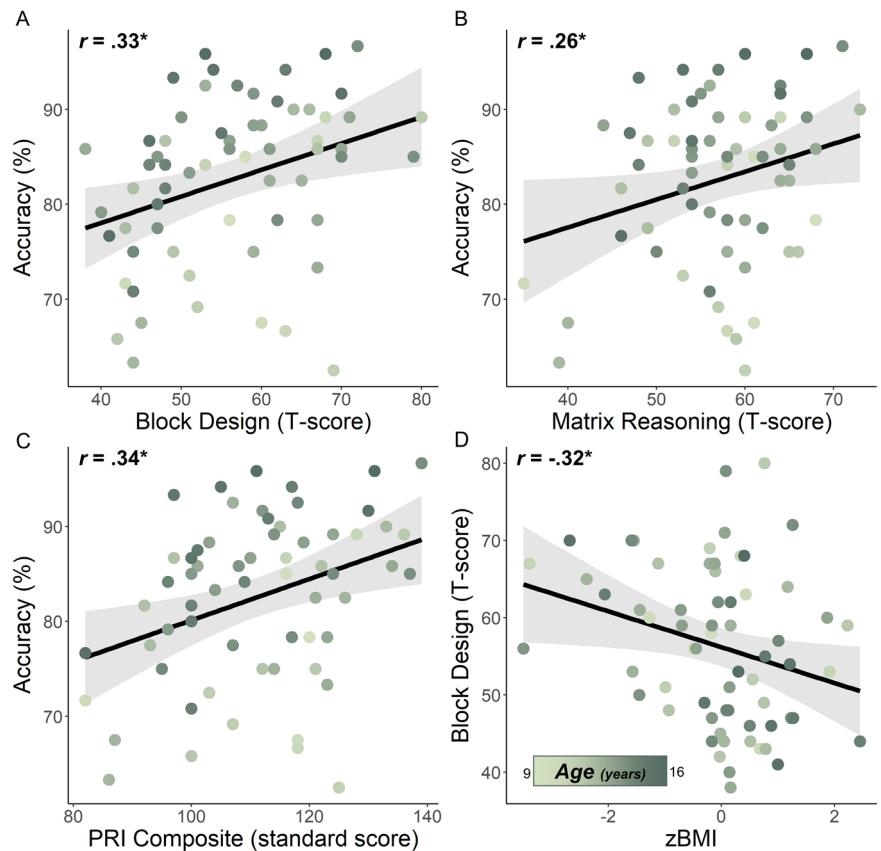 A
r = .33*
Accuracy (%)
90
80
70
40 50 60 70 80
Block Design (T-score)
B
r = .26*
Accuracy (%)
90
80
70
40 50 60 70
Matrix Reasoning (T-score)
C
r = .34*
Accuracy (%)
90
80
70
80 100 120 140
PRI Composite (standard score)
D
r = -.32*
Block Design (T-score)
80
70
60
50
40
9 Age (years) 16
-2 0 2
zBMI